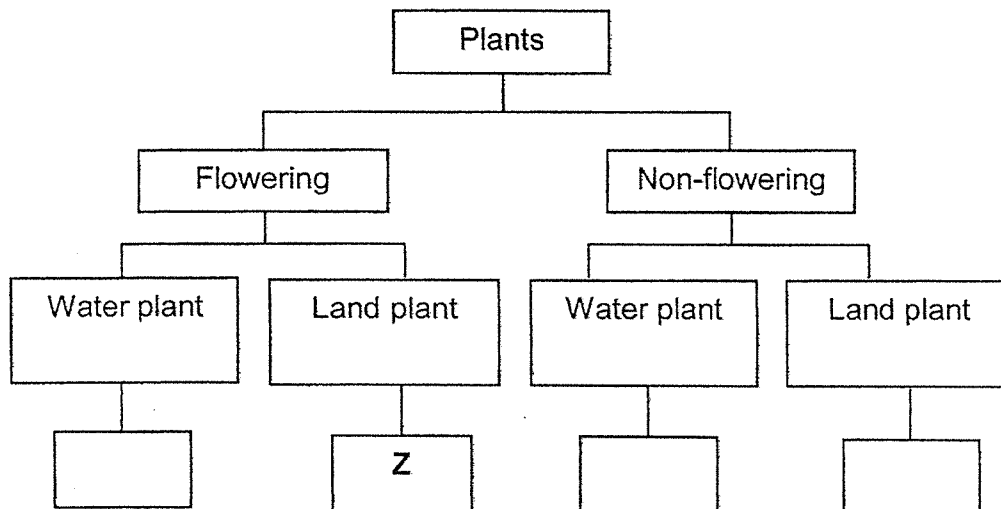 Plants
Flowering
Non-flowering
Water plant
Land plant
Water plant
Land plant
Z